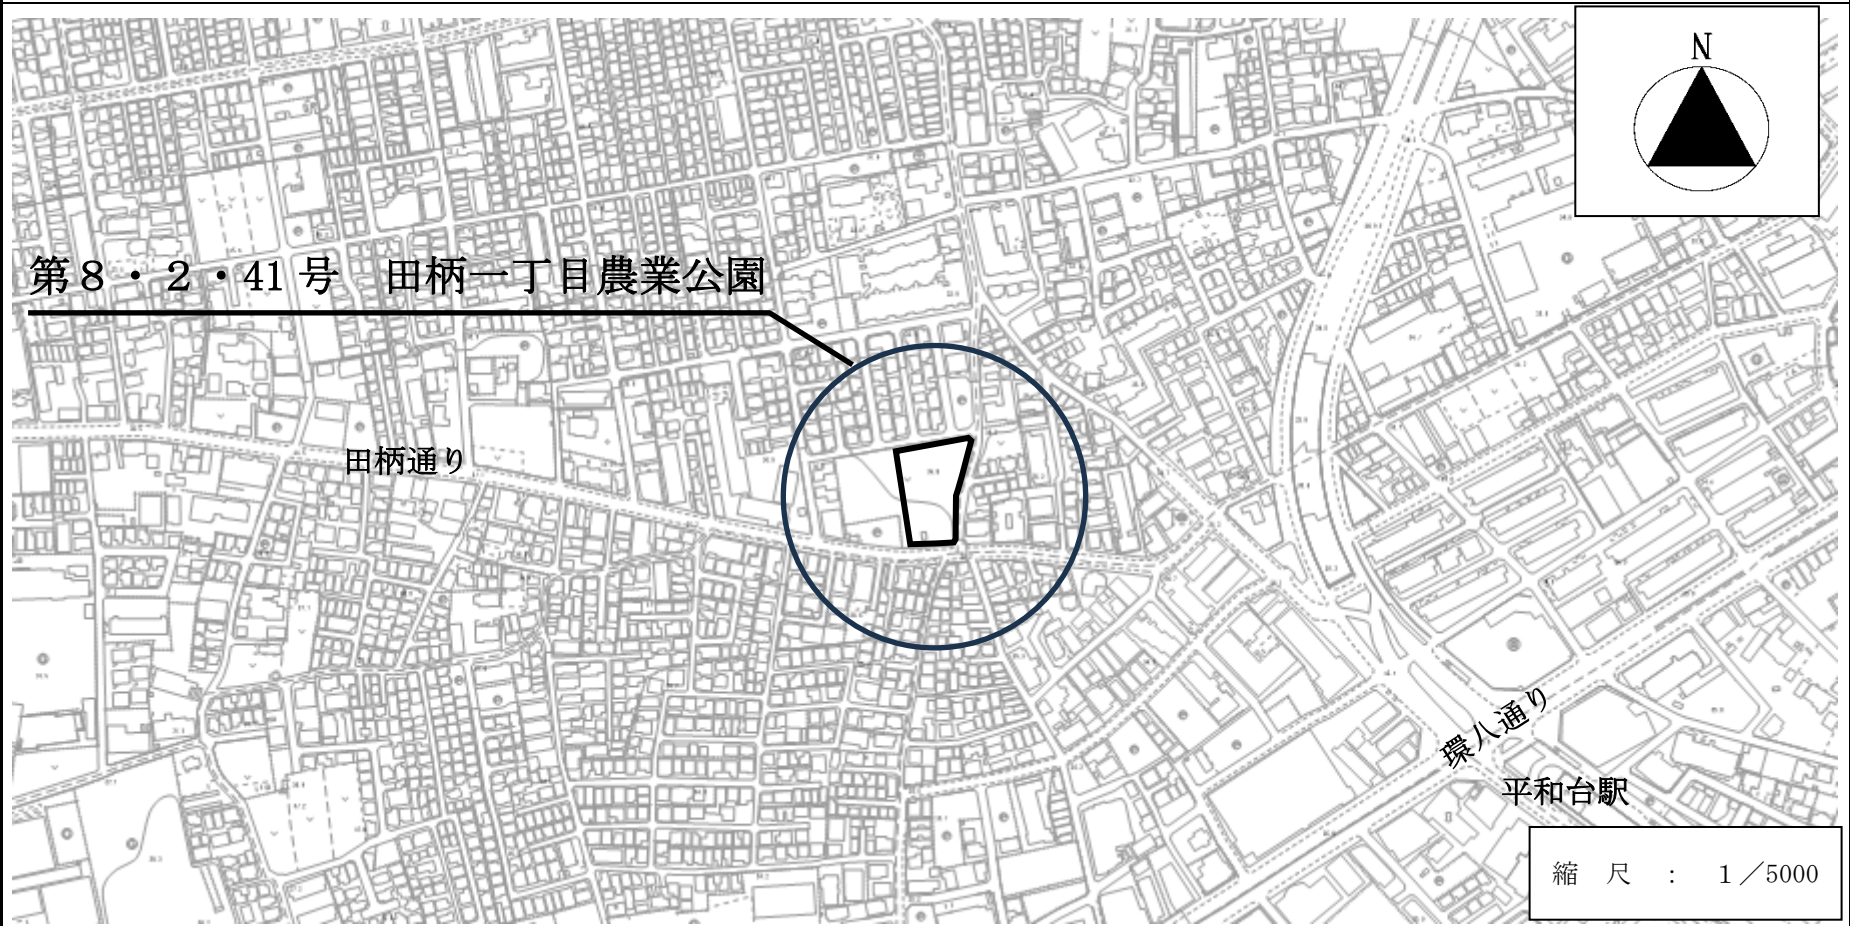 N
第８・２・41 号　田柄一丁目農業公園
田柄通り
環八通り
平和台駅
縮　尺　：　１／5000